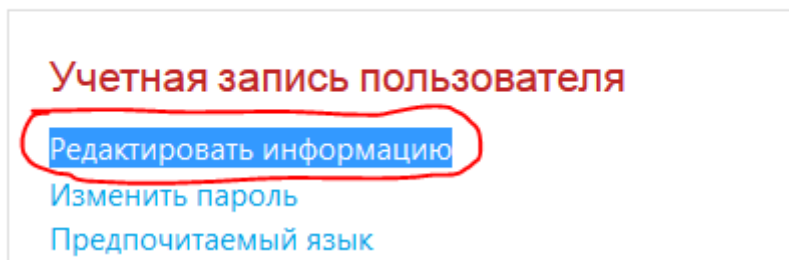 Учетная запись пользователя
Редактировать информацию
Изменить пароль
Предпочитаемый язык